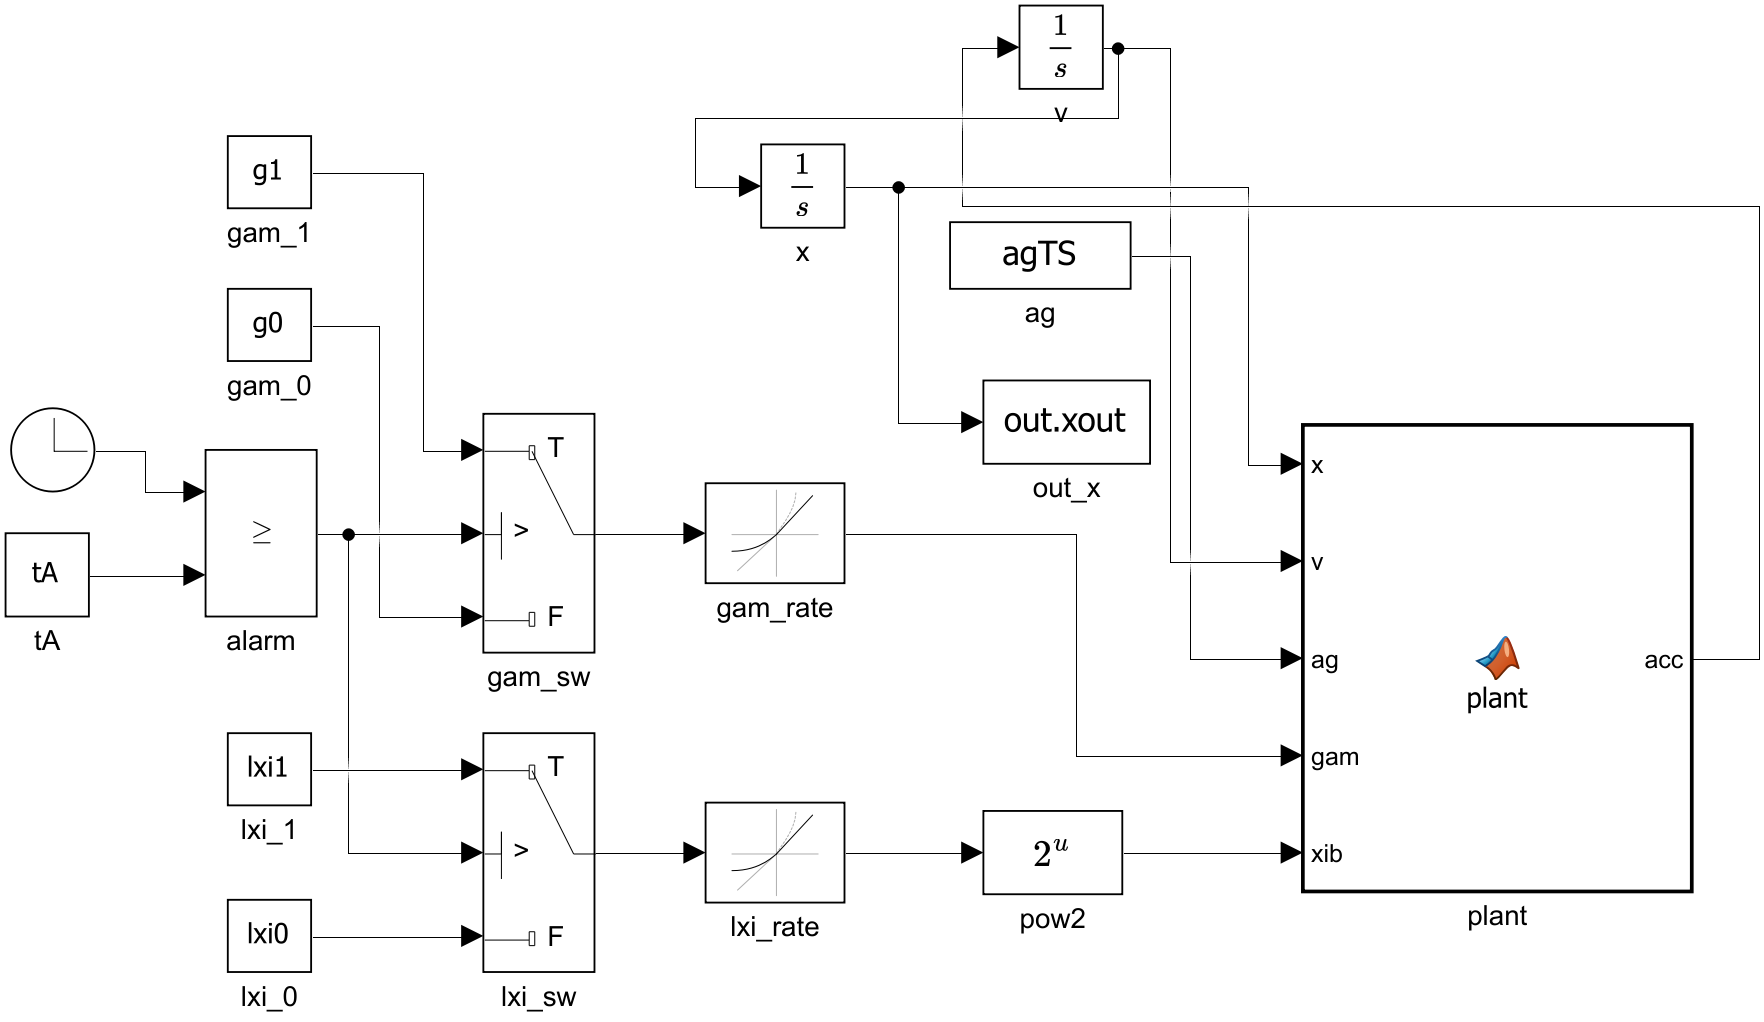 1
s
v
1
s
x
g1
gam_1
agTS
ag
g0
gam_0
out.xout
out_x
T
>
F
gam_sw
≥
alarm
tA
tA
gam_rate
x
v
ag
gam
xib
acc
plant
plant
lxi1
lxi_1
T
>
F
lxi_sw
lxi0
lxi_0
lxi_rate
2^u
pow2